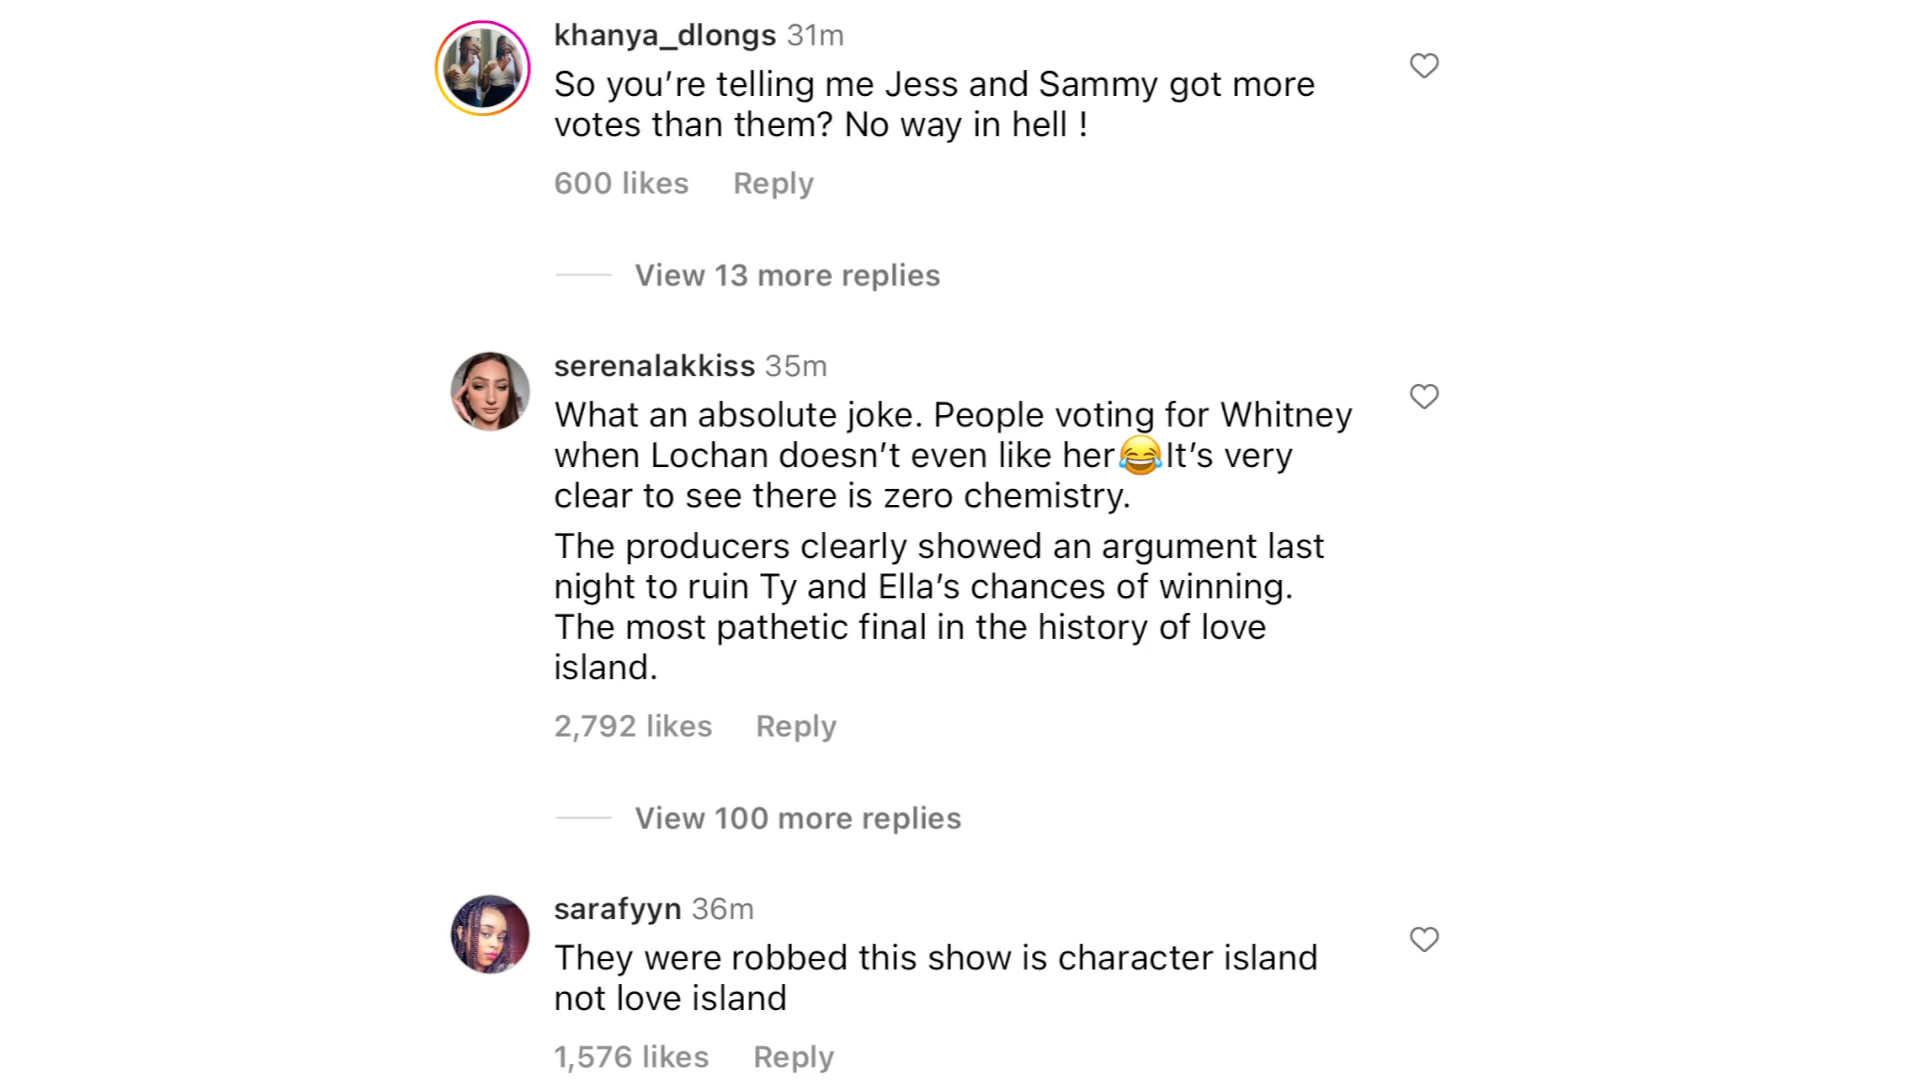 khanya_dlongs 31m
So you’re telling me Jess and Sammy got more
votes than them? No way in hell !
600 likes Reply
View 13 more replies
serenalakkiss 35m
What an absolute joke. People voting for Whitney
when Lochan doesn’t even like her😂It’s very
clear to see there is zero chemistry.
The producers clearly showed an argument last
night to ruin Ty and Ella’s chances of winning.
The most pathetic final in the history of love
island.
2,792 likes Reply
View 100 more replies
sarafyyn 36m
They were robbed this show is character island
not love island
1,576 likes Reply